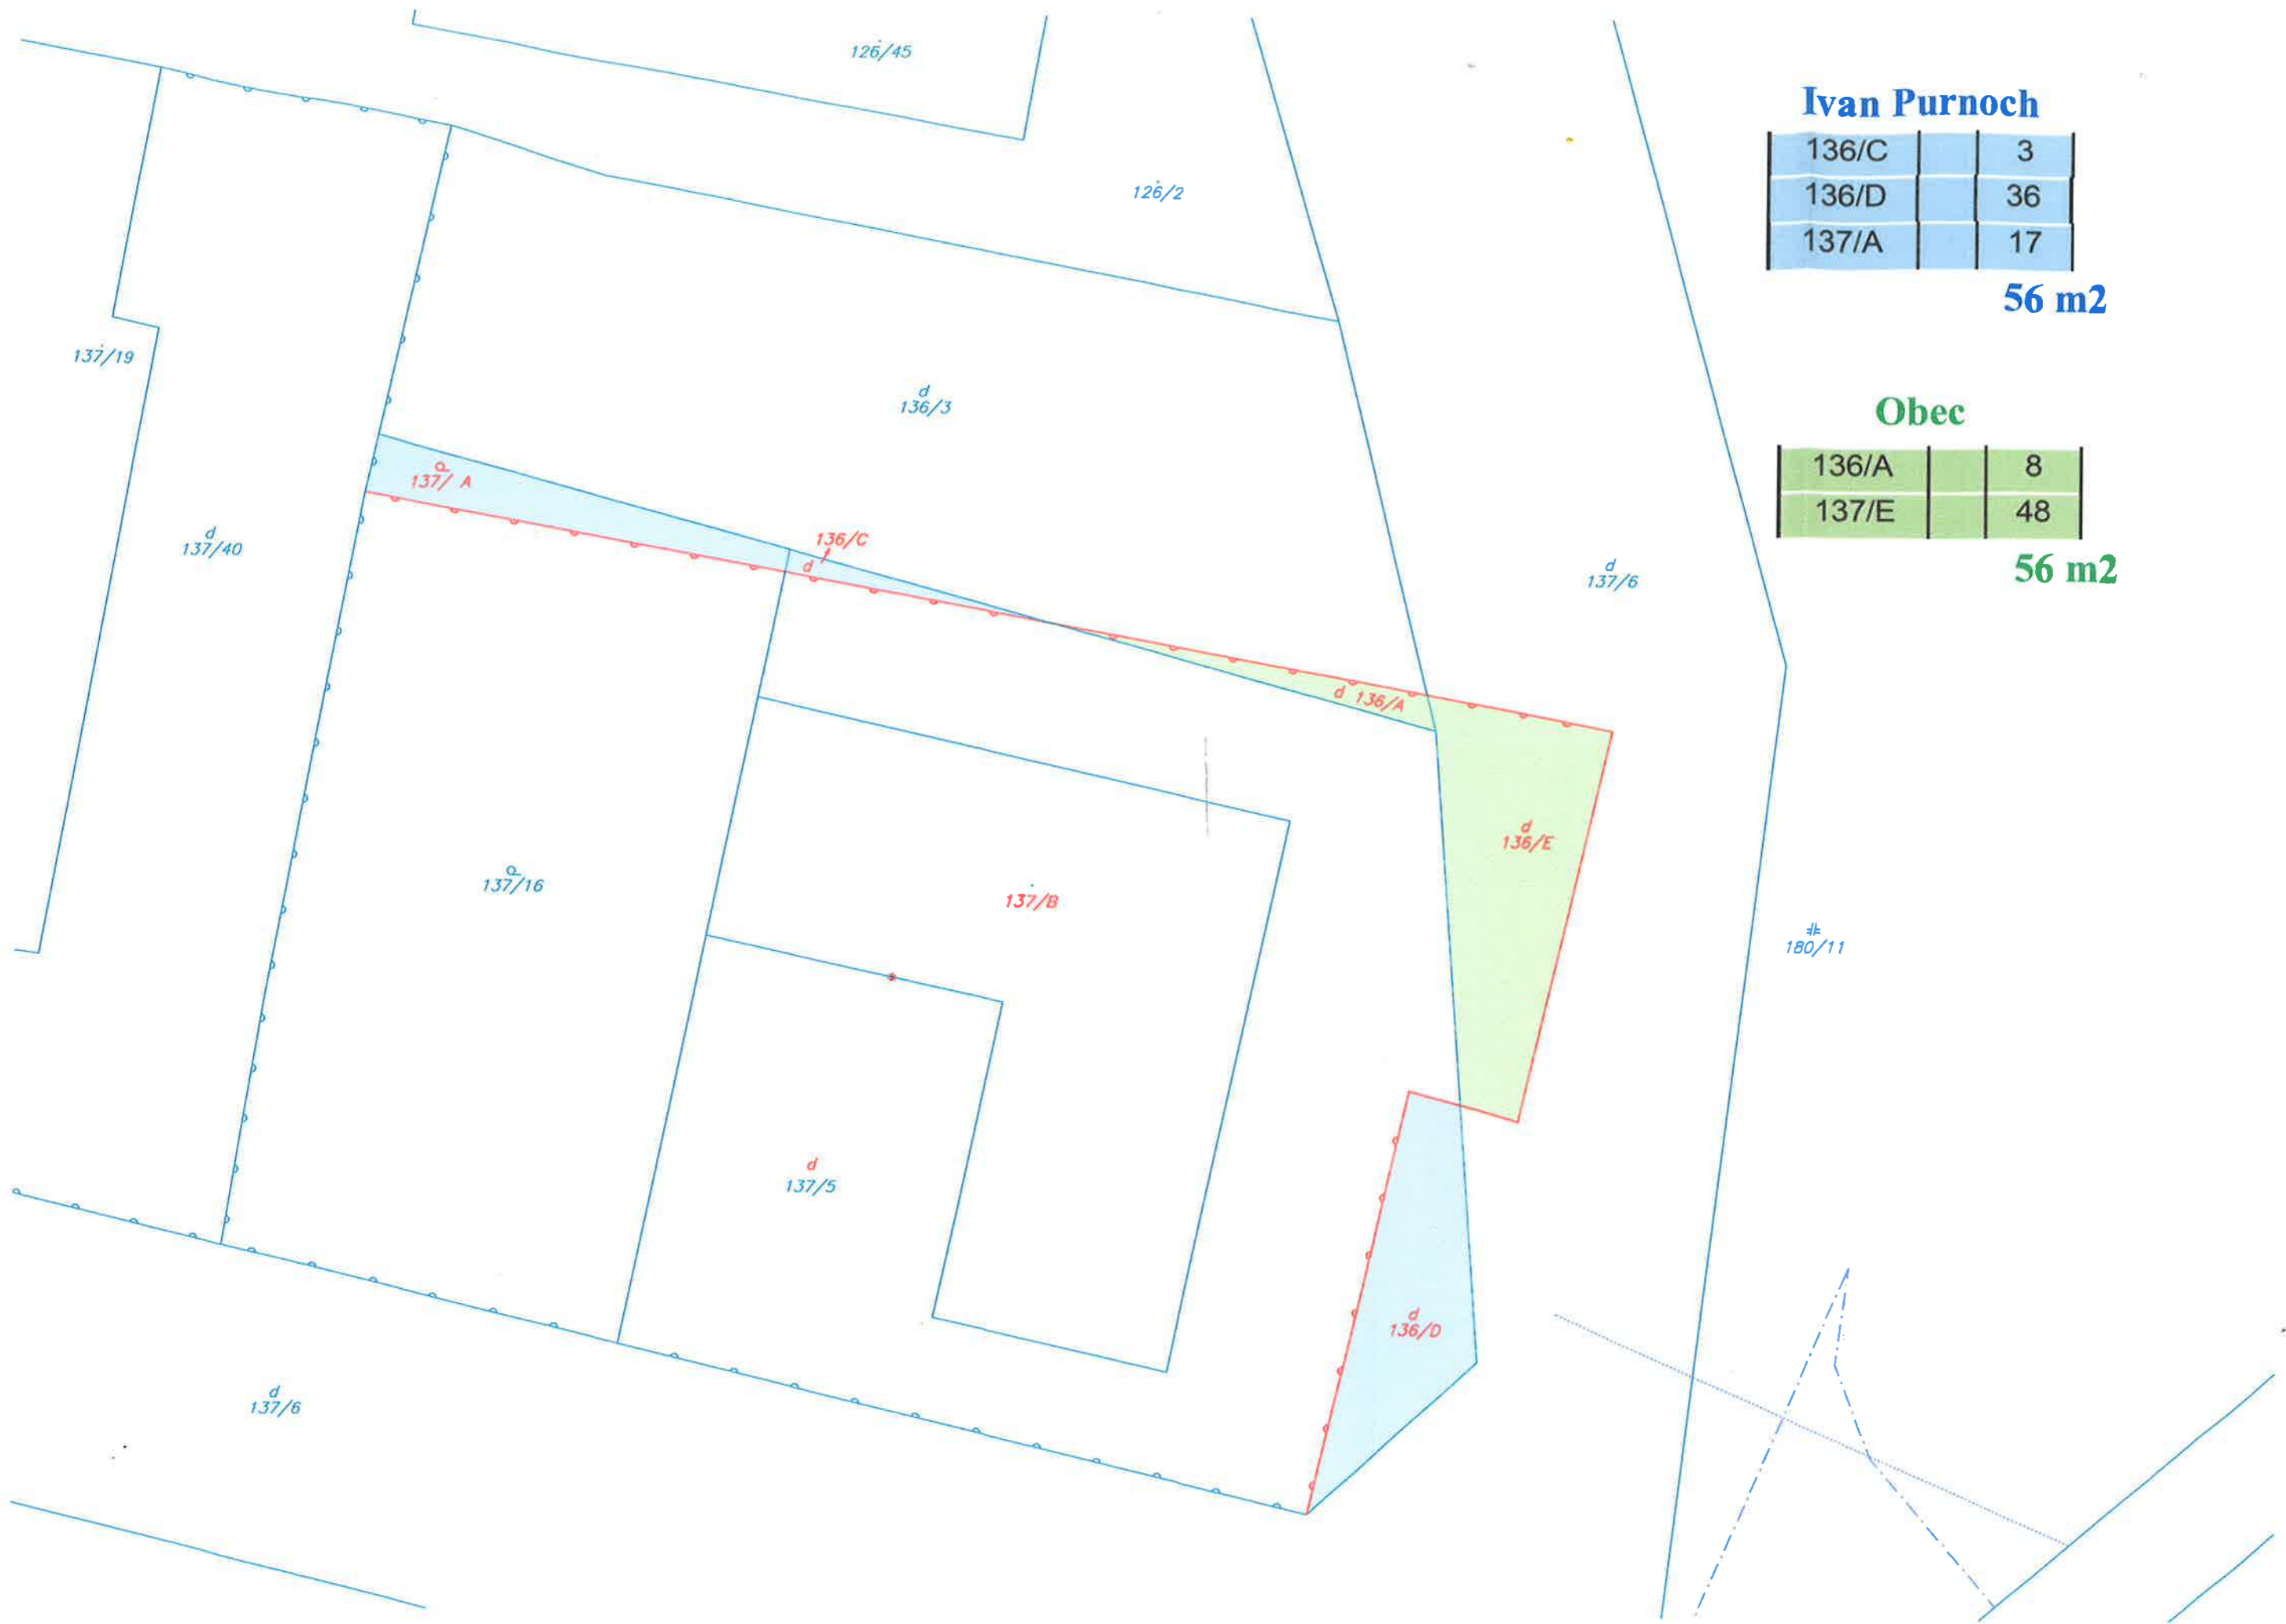 126/45
126/2
Ivan Purnoch
136/C 3
136/D 36
137/A 17
56 m2
137/19
d
136/3
Obec
136/A 8
137/E 48
56 m2
137/ A
d
137/40
136/C
d
d
137/6
d 136/A
d
136/E
137/16
137/B
180/11
d
137/5
d
136/D
d
137/6